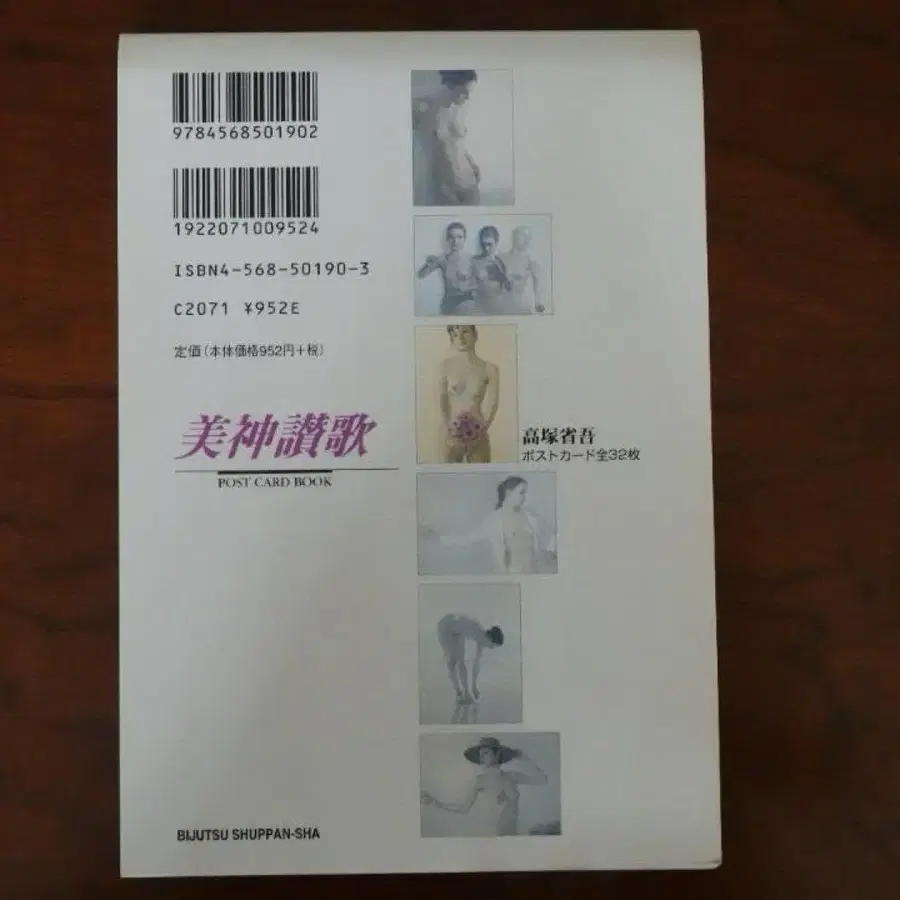 9784568501902
1922071009524
ISBN4-568-50190-3
C2071 ¥952E
定価(本体価格952円+税)
美神讃歌
POST CARD BOOK
高塚省吾
ポストカード全32枚
BIJUTSU SHUPPAN-SHA